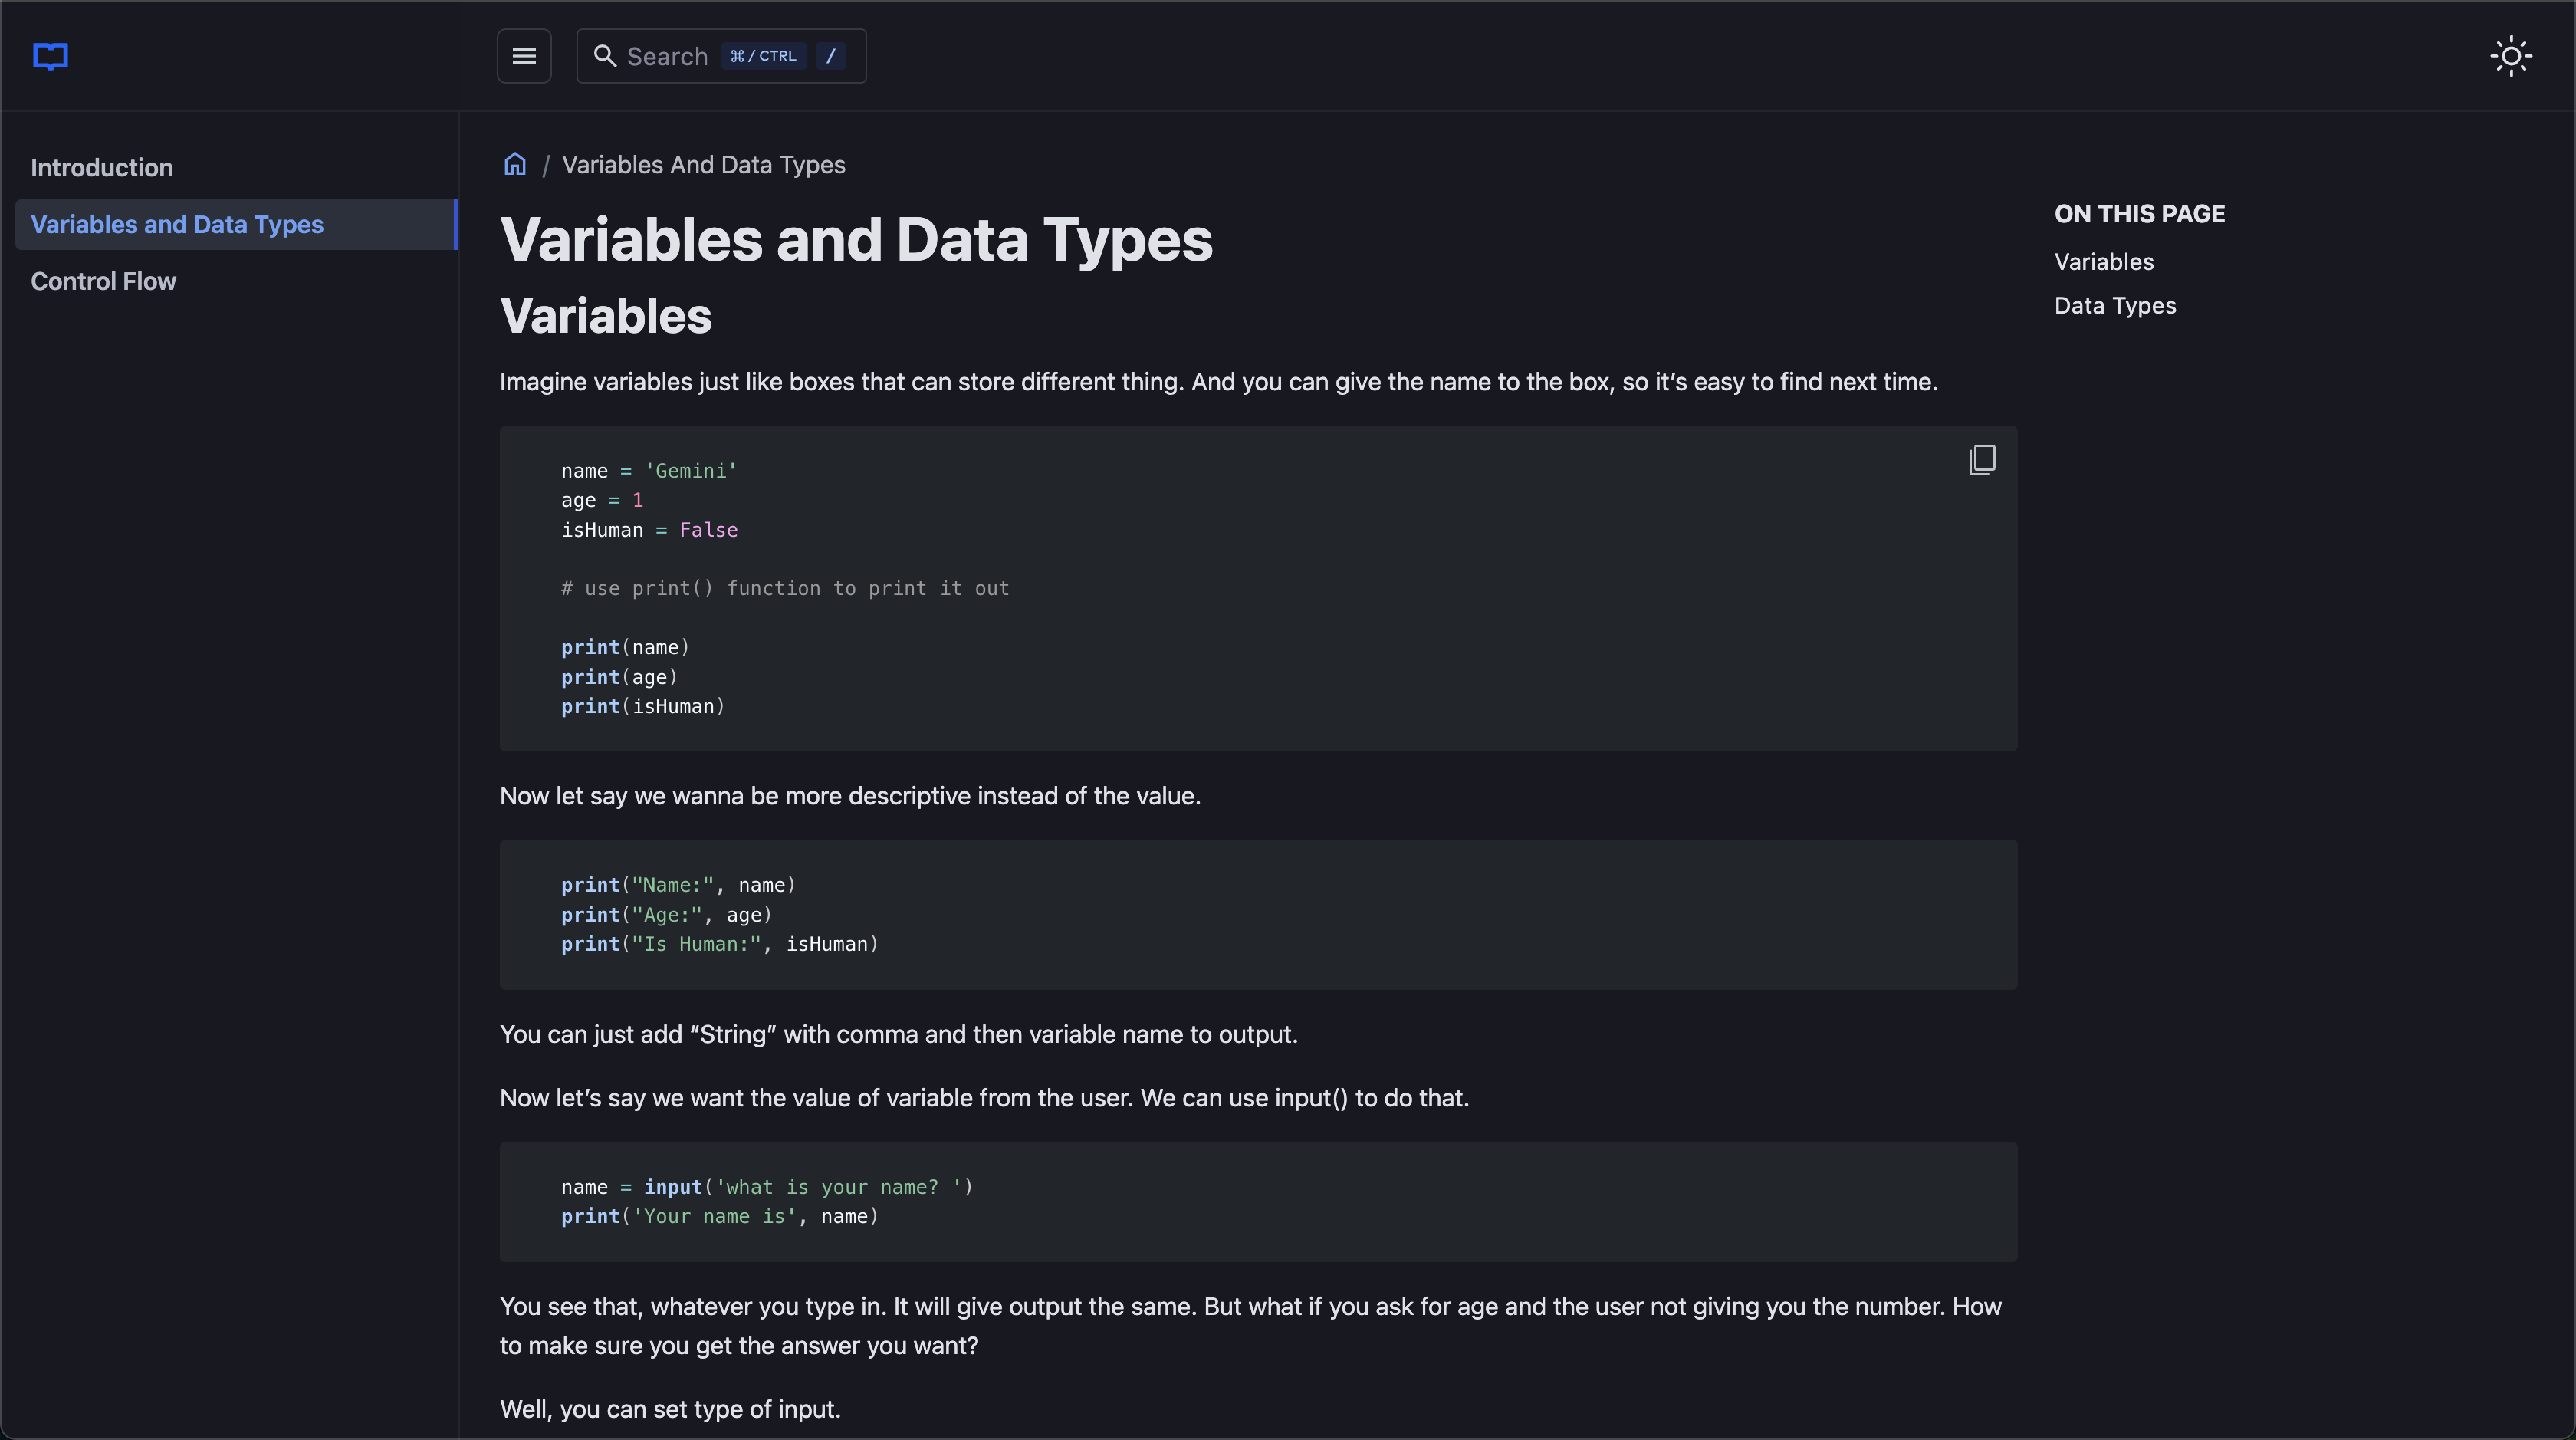 Search ⌘ / CTRL /
Introduction
Variables and Data Types
Control Flow
/ Variables And Data Types
Variables and Data Types
Variables
Imagine variables just like boxes that can store different thing. And you can give the name to the box, so it’s easy to find next time.
name = 'Gemini'
age = 1
isHuman = False
# use print() function to print it out
print(name)
print(age)
print(isHuman)
Now let say we wanna be more descriptive instead of the value.
print("Name:", name)
print("Age:", age)
print("Is Human:", isHuman)
You can just add “String” with comma and then variable name to output.
Now let’s say we want the value of variable from the user. We can use input() to do that.
name = input('what is your name? ')
print('Your name is', name)
You see that, whatever you type in. It will give output the same. But what if you ask for age and the user not giving you the number. How
to make sure you get the answer you want?
Well, you can set type of input.
ON THIS PAGE
Variables
Data Types